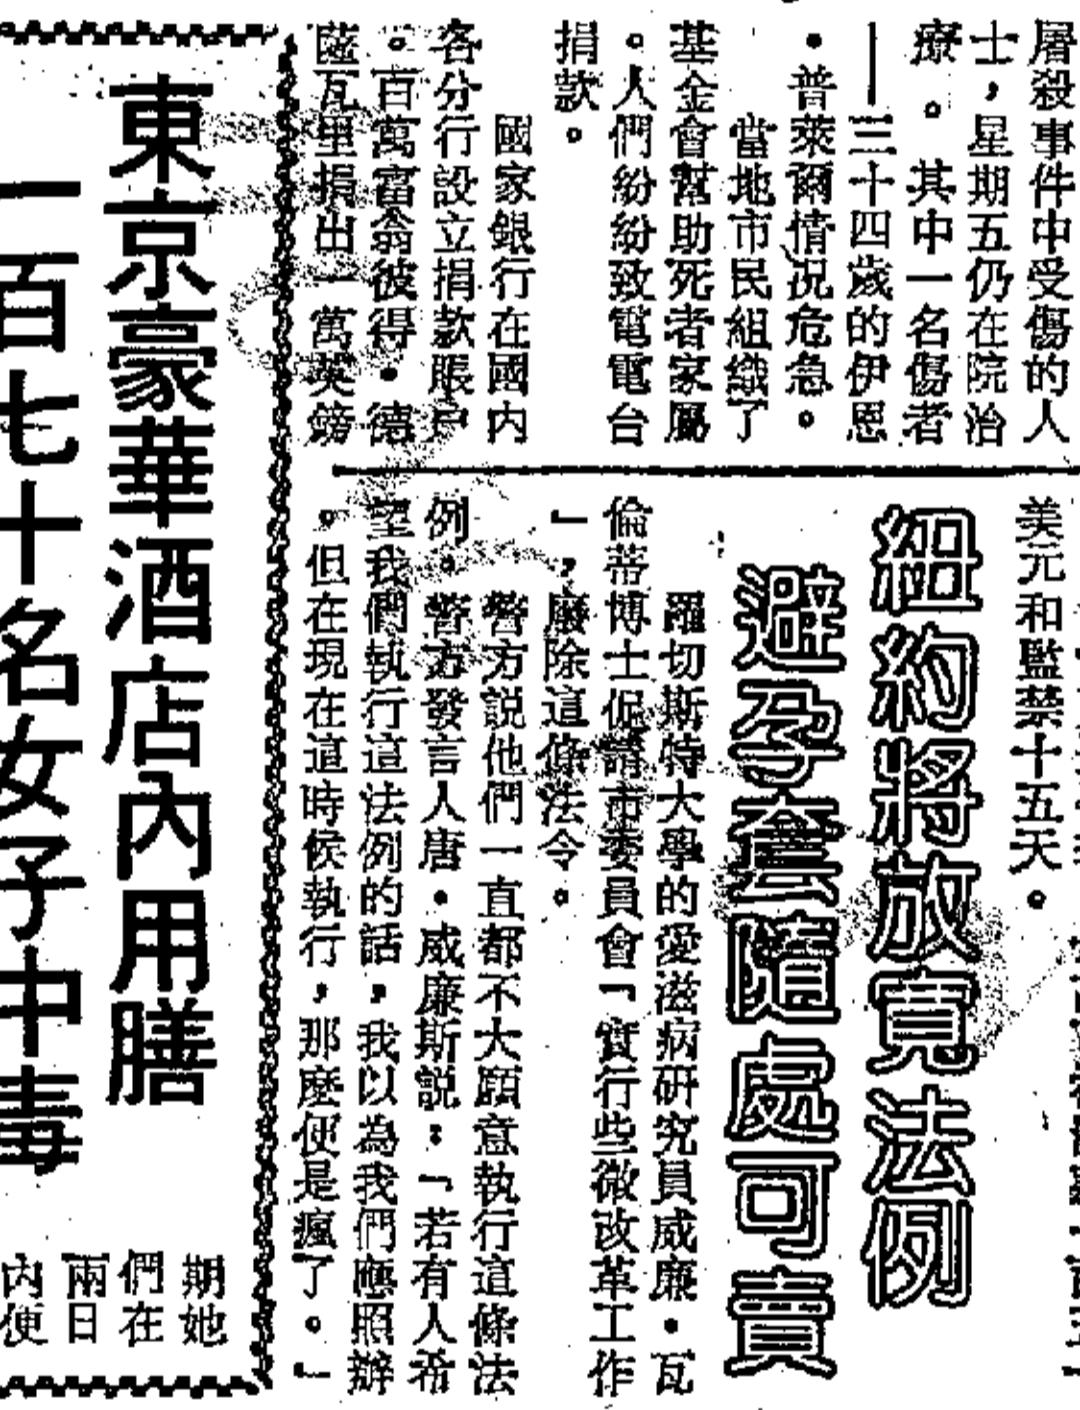 屠殺事件中受傷的人
士，星期五仍在院治
療。其中一名傷者
——三十四歲的伊恩
・普萊爾情況危急。
當地市民組織了
基金會幫助死者家屬
。人們紛紛致電電台
捐款。
國家銀行在國內
各分行設立捐款賬戶
。百萬富翁彼得・德
薩瓦里捐出一萬英鎊
美元和監禁十五天。
紐約將放寬法例
避孕套隨處可賣
羅切斯特大學的愛滋病研究員威廉・瓦
倫蒂博士促請市委員會「實行些微改革工作
」，廢除這條法令。
警方說他們一直都不大願意執行這條法
例。警方發言人唐・威廉斯說：「若有人希
望我們執行這法例的話，我以為我們應照辦
。但在現在這時候執行，那麼便是瘋了。」
東京豪華酒店內用膳
一百七十名女子中毒
期她
們在
兩日
內便